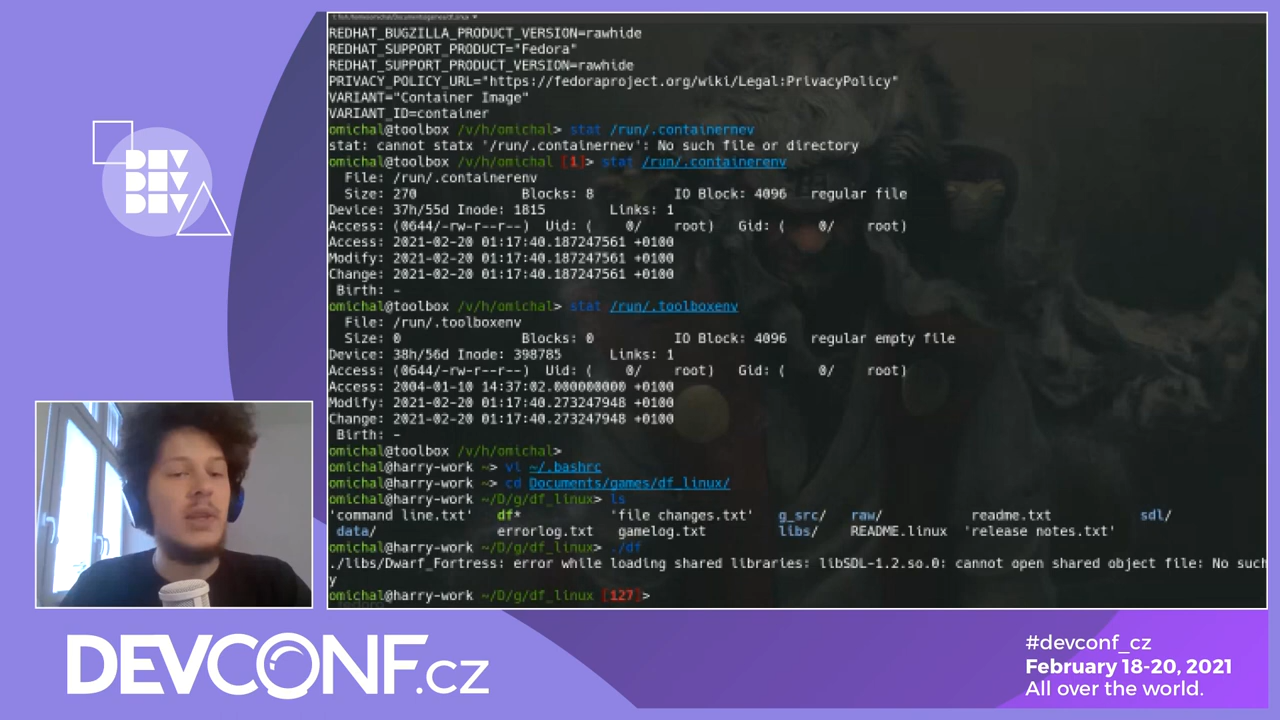 REDHAT_BUGZILLA_PRODUCT_VERSION=rawhide
REDHAT_SUPPORT_PRODUCT="Fedora"
REDHAT_SUPPORT_PRODUCT_VERSION=rawhide
PRIVACY_POLICY_URL="https://fedoraproject.org/wiki/Legal:PrivacyPolicy"
VARIANT="Container Image"
VARIANT_ID=container
omichal@toolbox /v/h/omichal> stat /run/.containernev
stat: cannot statx '/run/.containernev': No such file or directory
omichal@toolbox /v/h/omichal [1]> stat /run/.containerenv
File: /run/.containerenv
Size: 270 Blocks: 8 IO Block: 4096 regular file
Device: 37h/55d Inode: 1815 Links: 1
Access: (0644/-rw-r--r--) Uid: ( 0/ root) Gid: ( 0/ root)
Access: 2021-02-20 01:17:40.187247561 +0100
Modify: 2021-02-20 01:17:40.187247561 +0100
Change: 2021-02-20 01:17:40.187247561 +0100
Birth: -
omichal@toolbox /v/h/omichal> stat /run/.toolboxenv
File: /run/.toolboxenv
Size: 0 Blocks: 0 IO Block: 4096 regular empty file
Device: 38h/56d Inode: 398785 Links: 1
Access: (0644/-rw-r--r--) Uid: ( 0/ root) Gid: ( 0/ root)
Access: 2004-01-10 14:37:02.000000000 +0100
Modify: 2021-02-20 01:17:40.273247948 +0100
Change: 2021-02-20 01:17:40.273247948 +0100
Birth: -
omichal@toolbox /v/h/omichal>
omichal@harry-work ~> vi ~/.bashrc
omichal@harry-work ~> cd Documents/games/df_linux/
omichal@harry-work ~/D/g/df_linux> ls
'command line.txt' df* 'file changes.txt' g_src/ raw/ readme.txt sdl/
data/ errorlog.txt gamelog.txt libs/ README.linux 'release notes.txt'
omichal@harry-work ~/D/g/df_linux> ./df
./libs/Dwarf_Fortress: error while loading shared libraries: libSDL-1.2.so.0: cannot open shared object file: No such
y
omichal@harry-work ~/D/g/df_linux [127]>
DEV
DEV
DEV
DEVCONF.cz
#devconf_cz
February 18-20, 2021
All over the world.